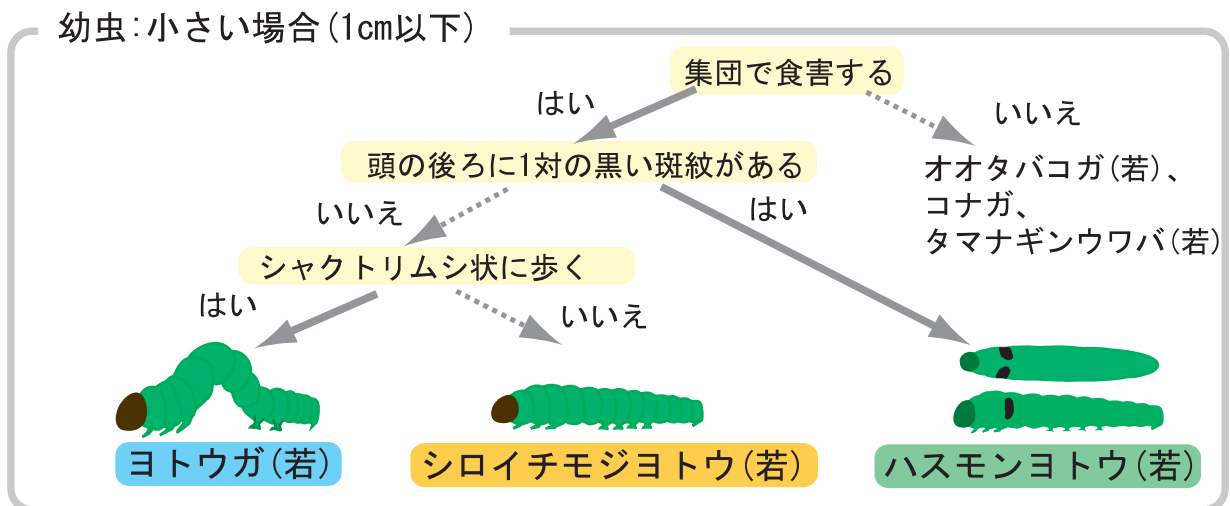 幼虫:小さい場合(1cm以下)
集団で食害する
はい
いいえ
頭の後ろに1対の黒い斑紋がある
オオタバコガ(若)、
コナガ、
タマナギンウワバ(若)
いいえ
はい
シャクトリムシ状に歩く
はい
いいえ
ヨトウガ(若)
シロイチモジヨトウ(若)
ハスモンヨトウ(若)